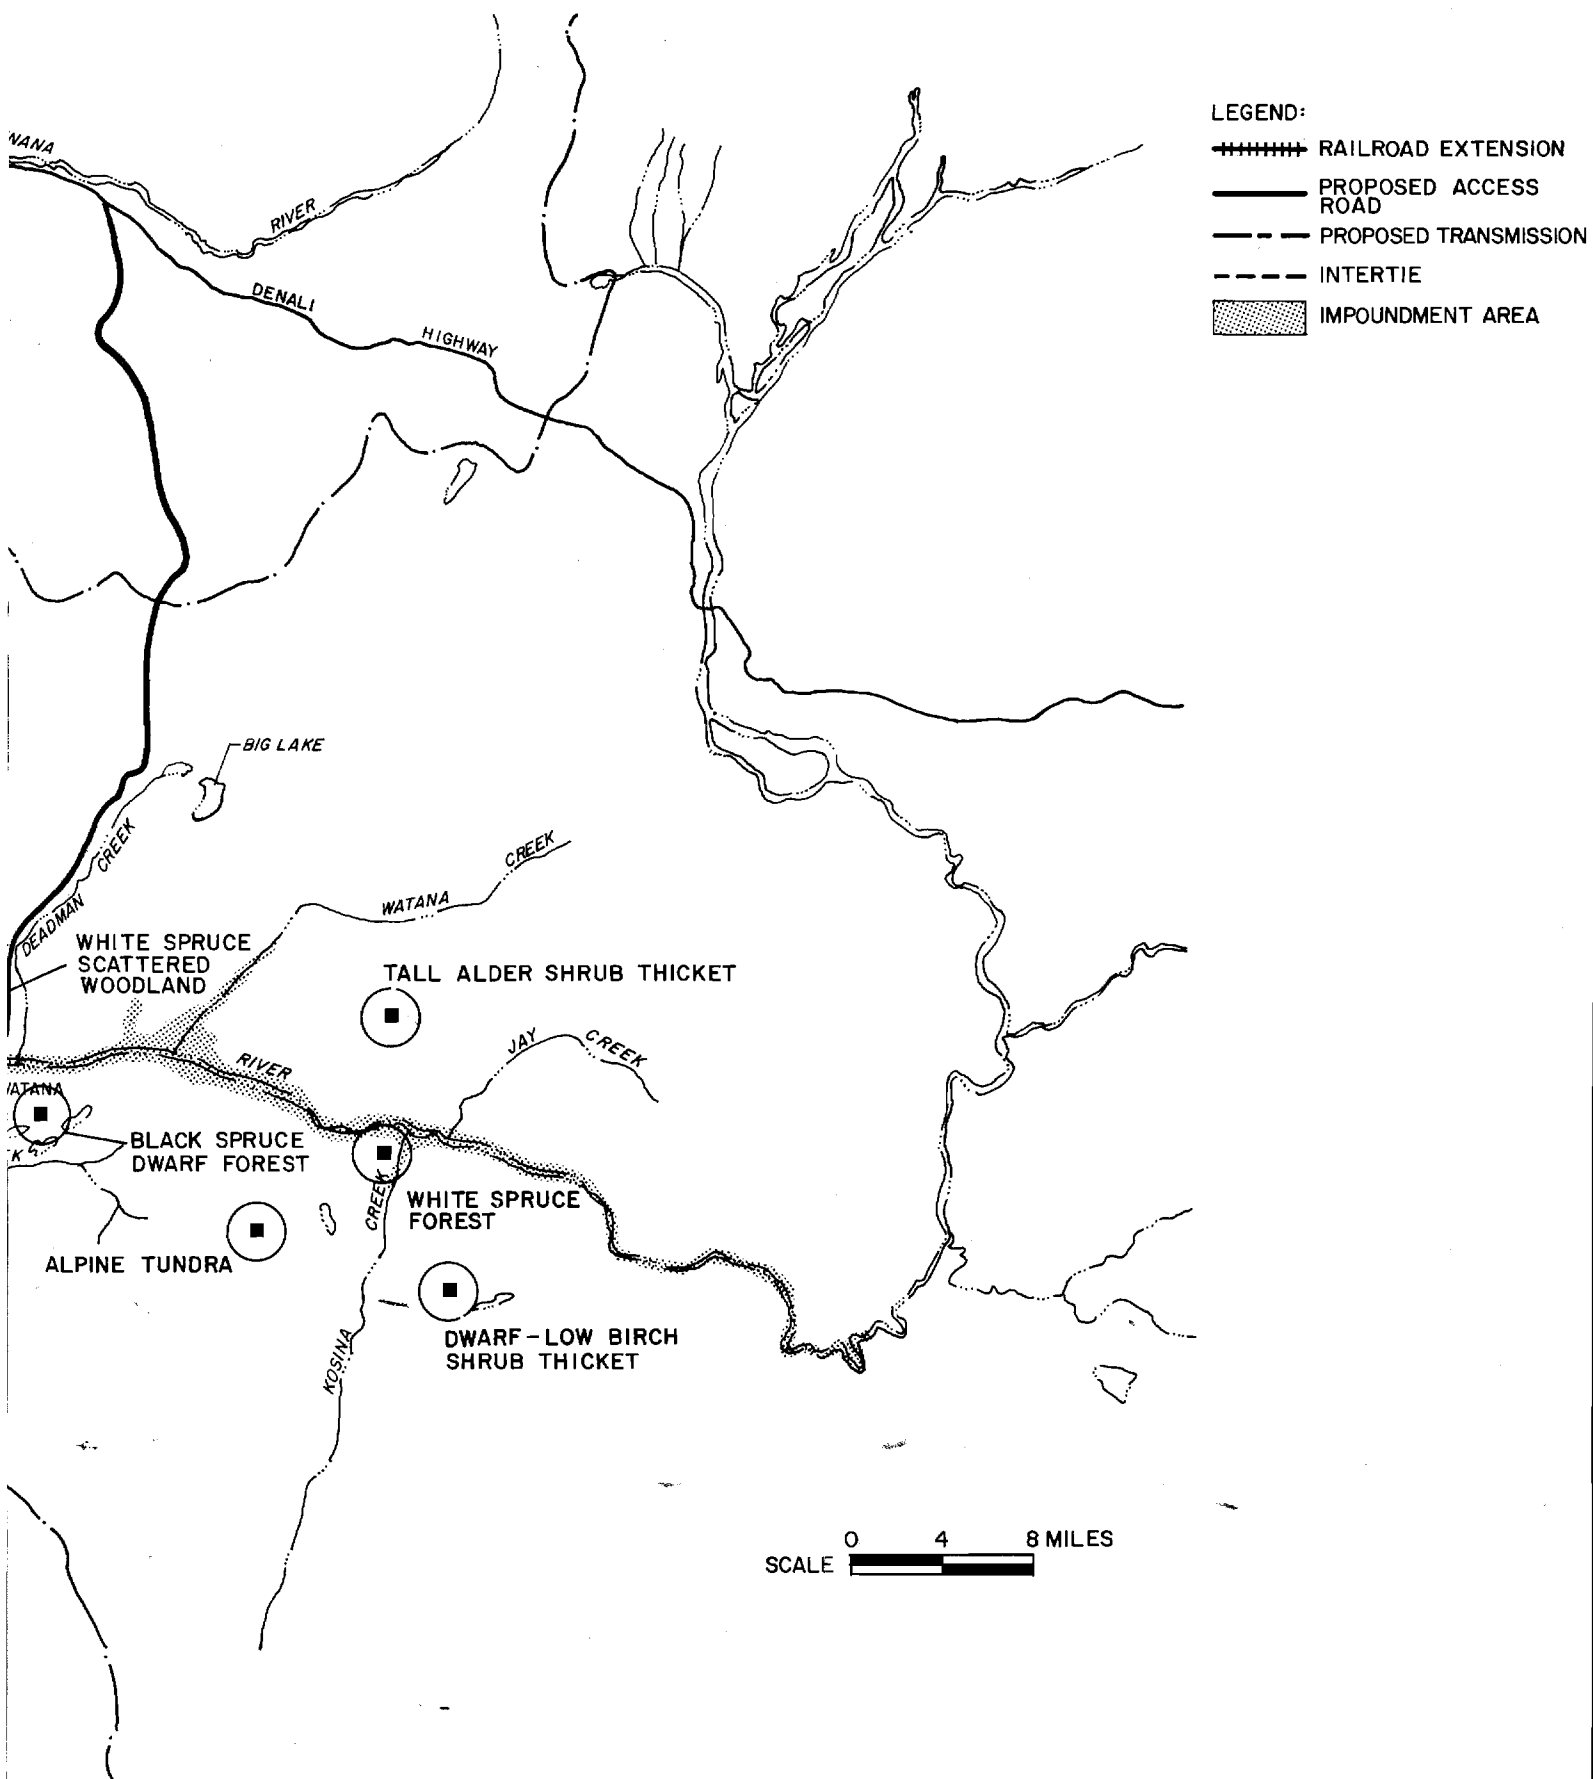 LEGEND:
RAILROAD EXTENSION
PROPOSED ACCESS
ROAD
PROPOSED TRANSMISSION
INTERTIE
IMPOUNDMENT AREA
RIVER
DENALI
HIGHWAY
BIG LAKE
DEADMAN CREEK
WATANA CREEK
WHITE SPRUCE
SCATTERED
WOODLAND
TALL ALDER SHRUB THICKET
JAY CREEK
RIVER
BLACK SPRUCE
DWARF FOREST
WHITE SPRUCE
FOREST
ALPINE TUNDRA
KOSINA CREEK
DWARF-LOW BIRCH
SHRUB THICKET
0 4 8 MILES
SCALE